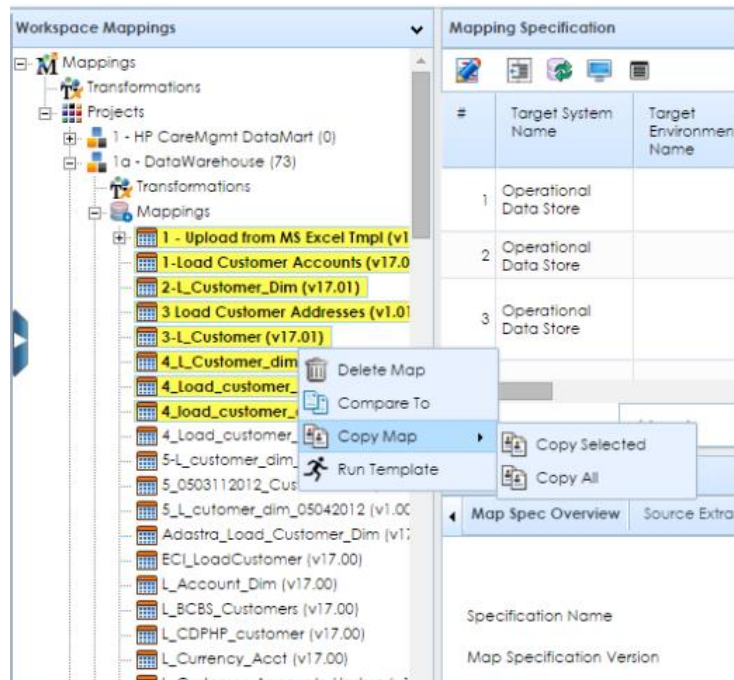 Workspace Mappings
Mappings
Transformations
Projects
1 - HP CareMgmt DataMart (0)
1a - DataWarehouse (73)
Transformations
Mappings
1 - Upload from MS Excel Tmpl (v1
1-Load Customer Accounts (v17.0
2-L_Customer_Dim (v17.01)
3 Load Customer Addresses (v1.01
3-L_Customer (v17.01)
4_L_Customer_dim
4_Load_customer_
4_load_customer_
4_Load_customer_
5-L_customer_dim_
5_0503112012_Cus
5_L_cutomer_dim_05042012 (v1.00
Adastra_Load_Customer_Dim (v17
ECI_LoadCustomer (v17.00)
L_Account_Dim (v17.00)
L_BCBS_Customers (v17.00)
L_CDPHP_customer (v17.00)
L_Currency_Acct (v17.00)
Delete Map
Compare To
Copy Map
Run Template
Copy Selected
Copy All
Mapping Specification
#
Target System
Name
Target
Environmen
Name
1
Operational
Data Store
2
Operational
Data Store
3
Operational
Data Store
Map Spec Overview
Source Extra
Specification Name
Map Specification Version